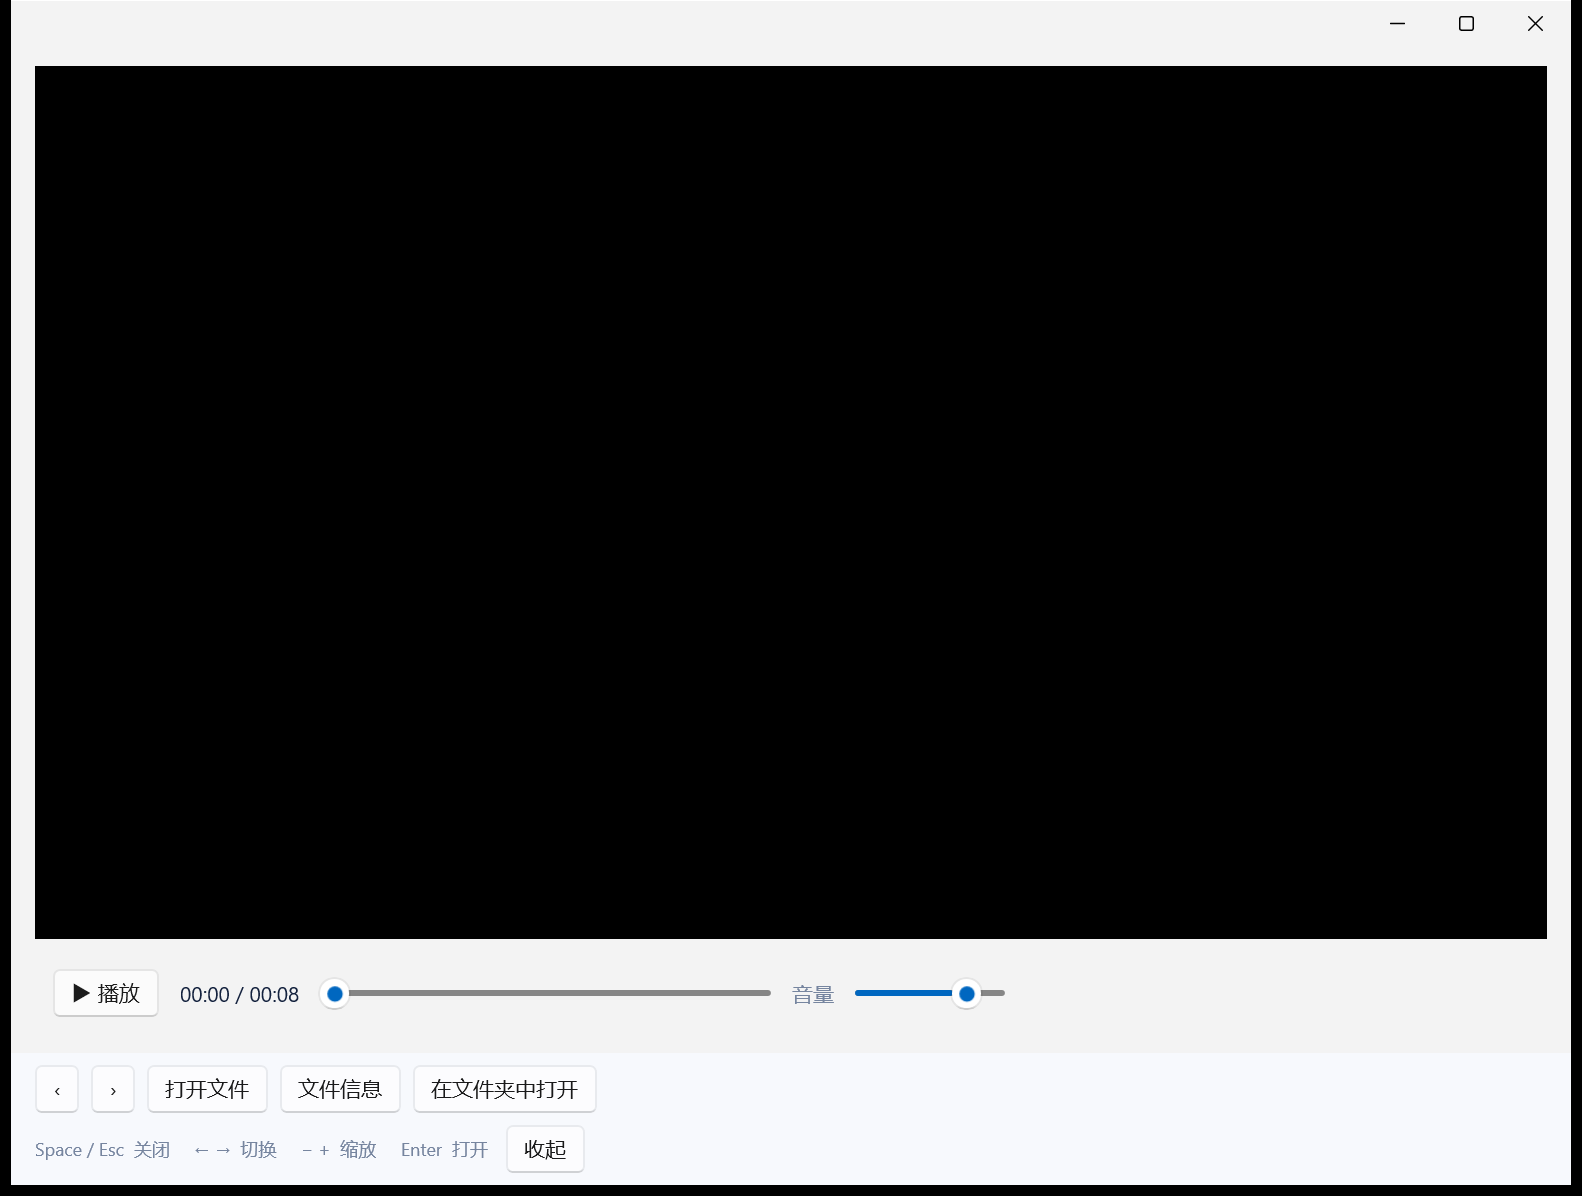 ▶ 播放 00:00 / 00:08 音量
‹ › 打开文件 文件信息 在文件夹中打开
Space / Esc 关闭 ←→ 切换 − + 缩放 Enter 打开 收起